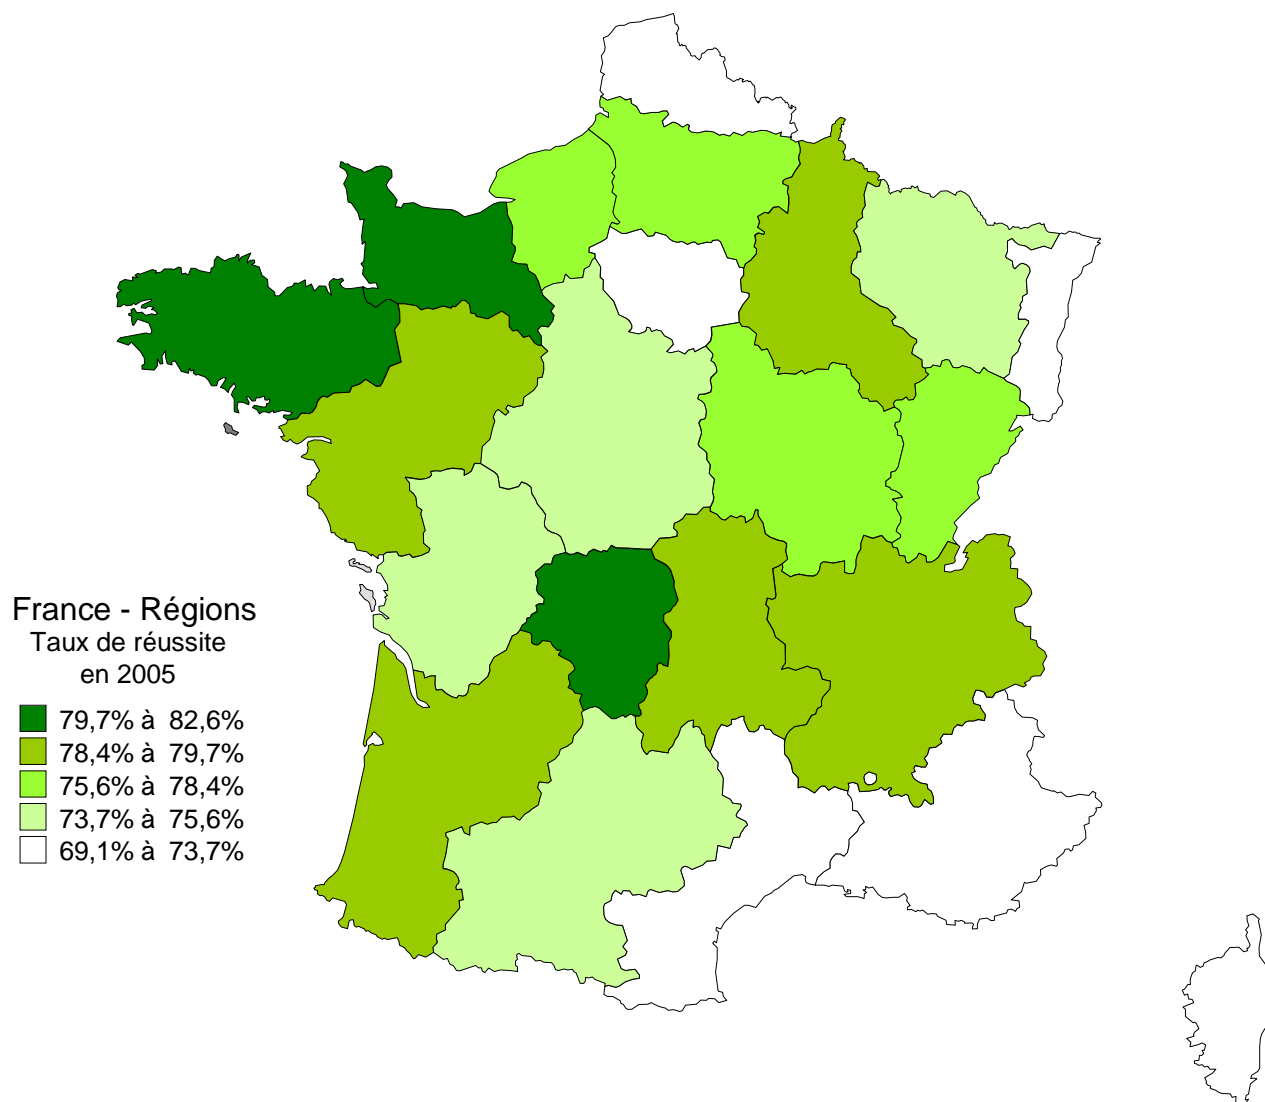 France - Régions
Taux de réussite
en 2005
79,7% à 82,6%
78,4% à 79,7%
75,6% à 78,4%
73,7% à 75,6%
69,1% à 73,7%